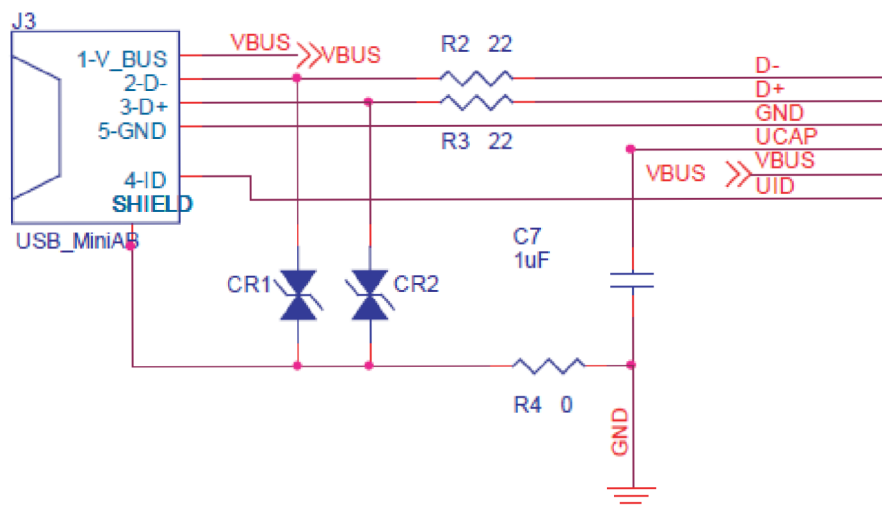 J3
VBUS
VBUS
1-V_BUS
2-D-
3-D+
5-GND
4-ID
SHIELD
USB_MiniAB
R2 22
R3 22
D-
D+
GND
UCAP
VBUS
VBUS
UID
C7
1uF
CR1
CR2
R4 0
GND